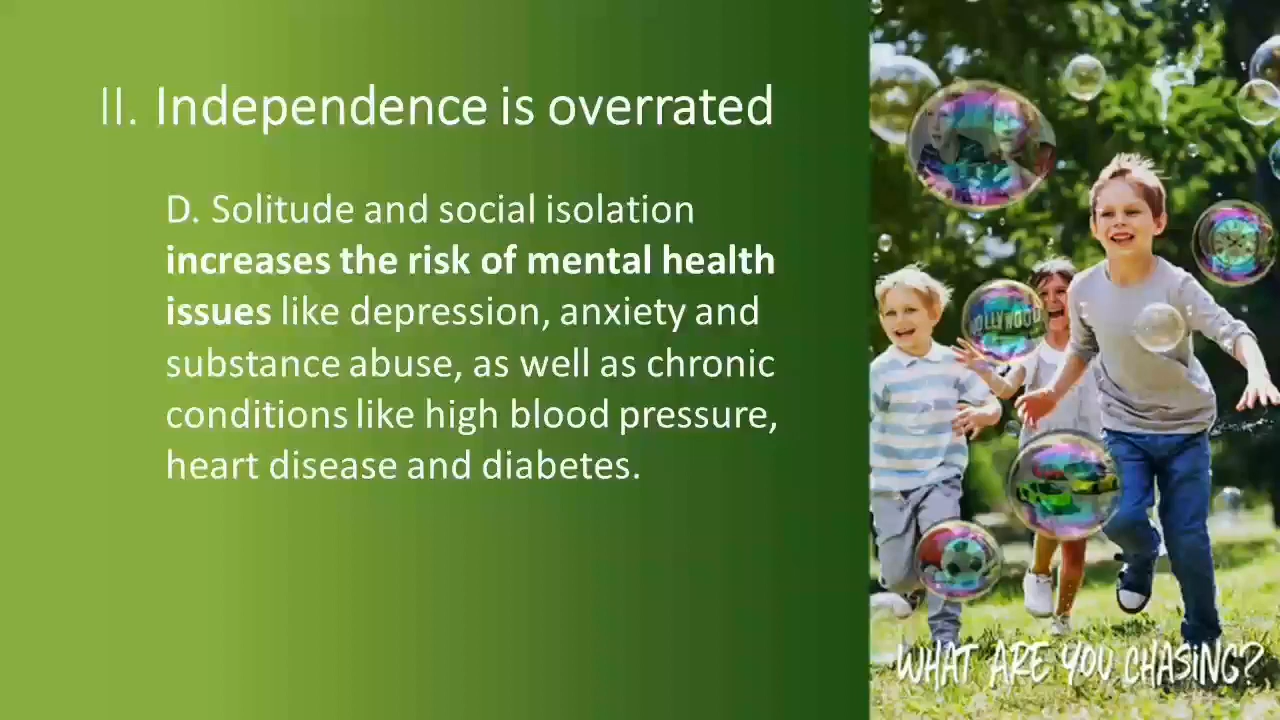 II. Independence is overrated
D. Solitude and social isolation
increases the risk of mental health
issues like depression, anxiety and
substance abuse, as well as chronic
conditions like high blood pressure,
heart disease and diabetes.
OLLYWOOD
WHAT ARE YOU CHASING?